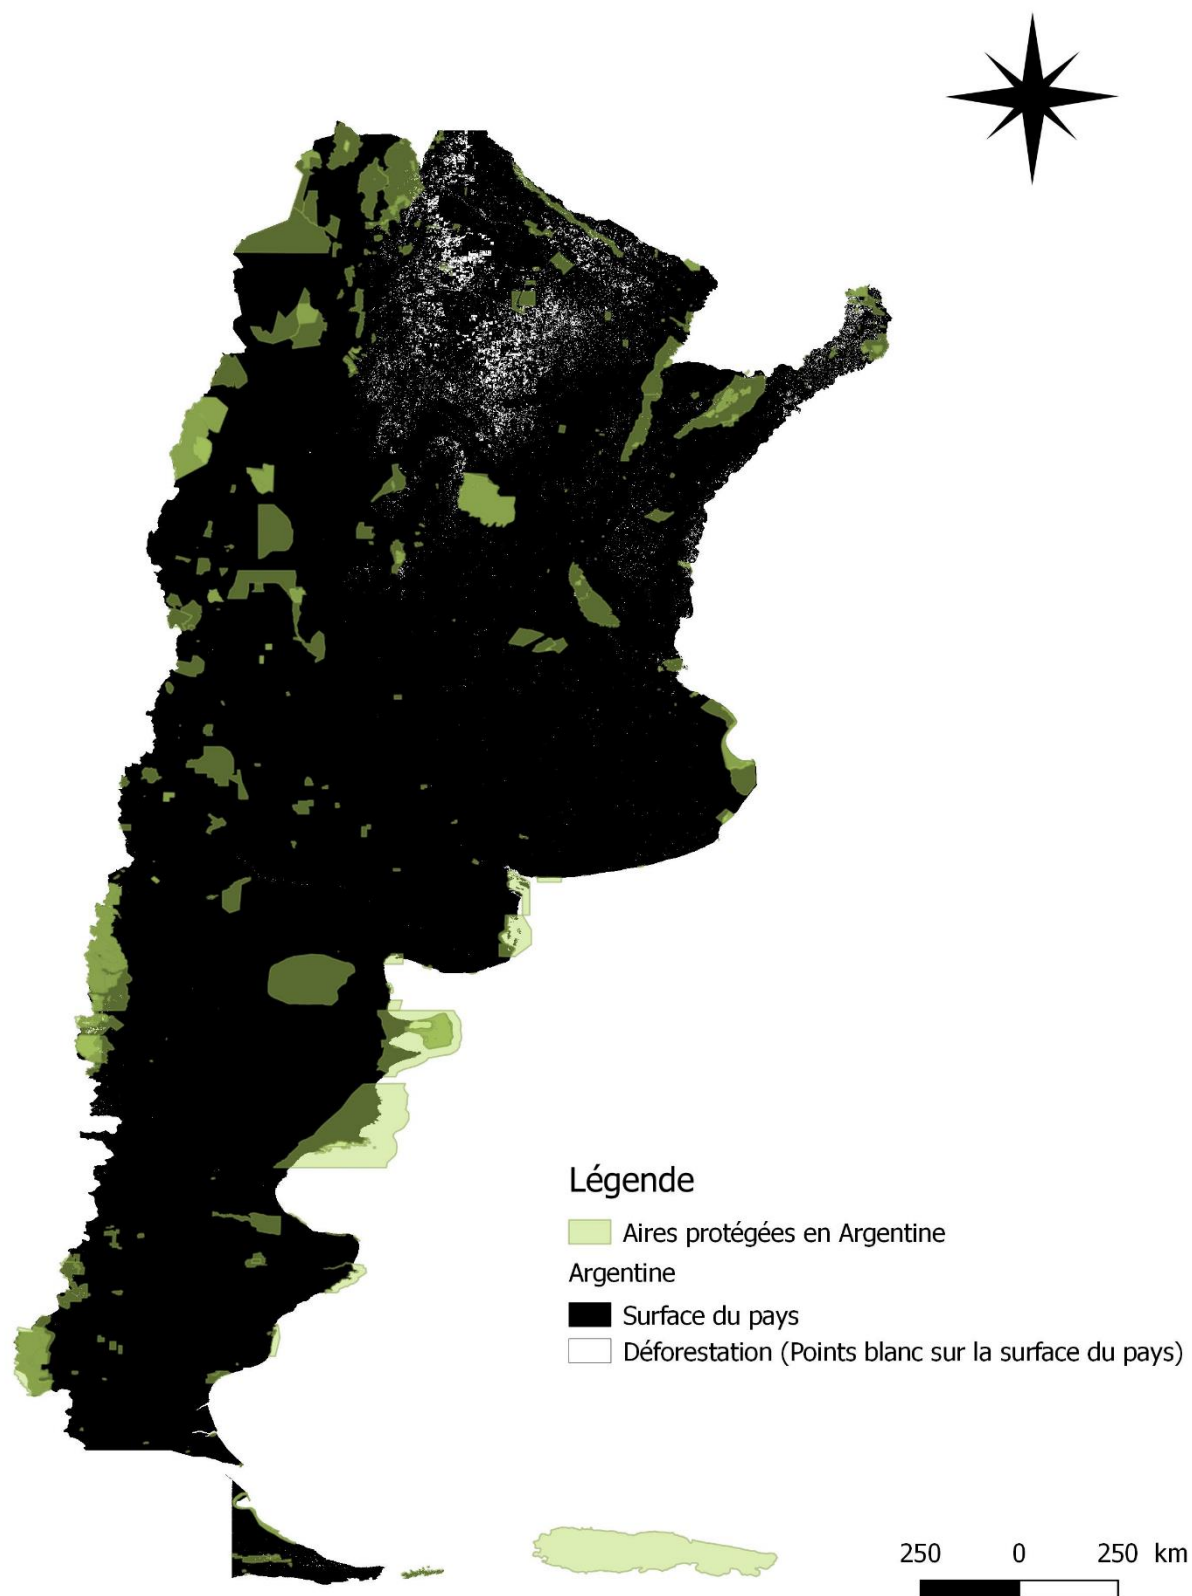 Légende
Aires protégées en Argentine
Argentine
Surface du pays
Déforestation (Points blanc sur la surface du pays)
250 0 250 km